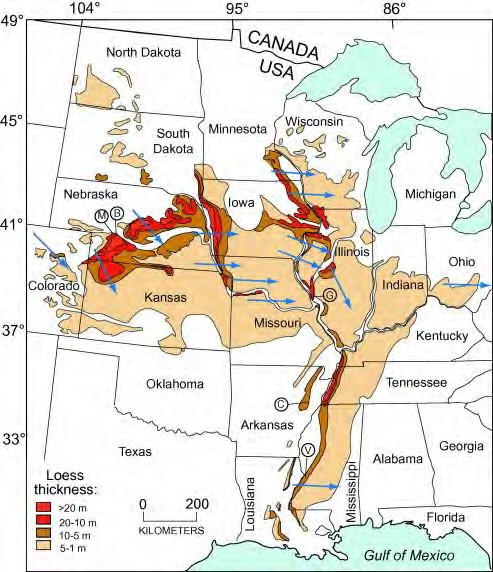 104° 95° 86°
49°
CANADA
USA
North Dakota
45°
South
Dakota
Minnesota
Wisconsin
Michigan
Nebraska
M B
Iowa
41°
Illinois
Indiana
Ohio
Colorado
Kansas
G
Missouri
37°
Kentucky
Oklahoma
Tennessee
C
Arkansas
33°
V
Texas
Louisiana
Mississippi
Alabama
Georgia
Loess
thickness:
>20 m
20-10 m
10-5 m
5-1 m
0 200
KILOMETERS
Florida
Gulf of Mexico